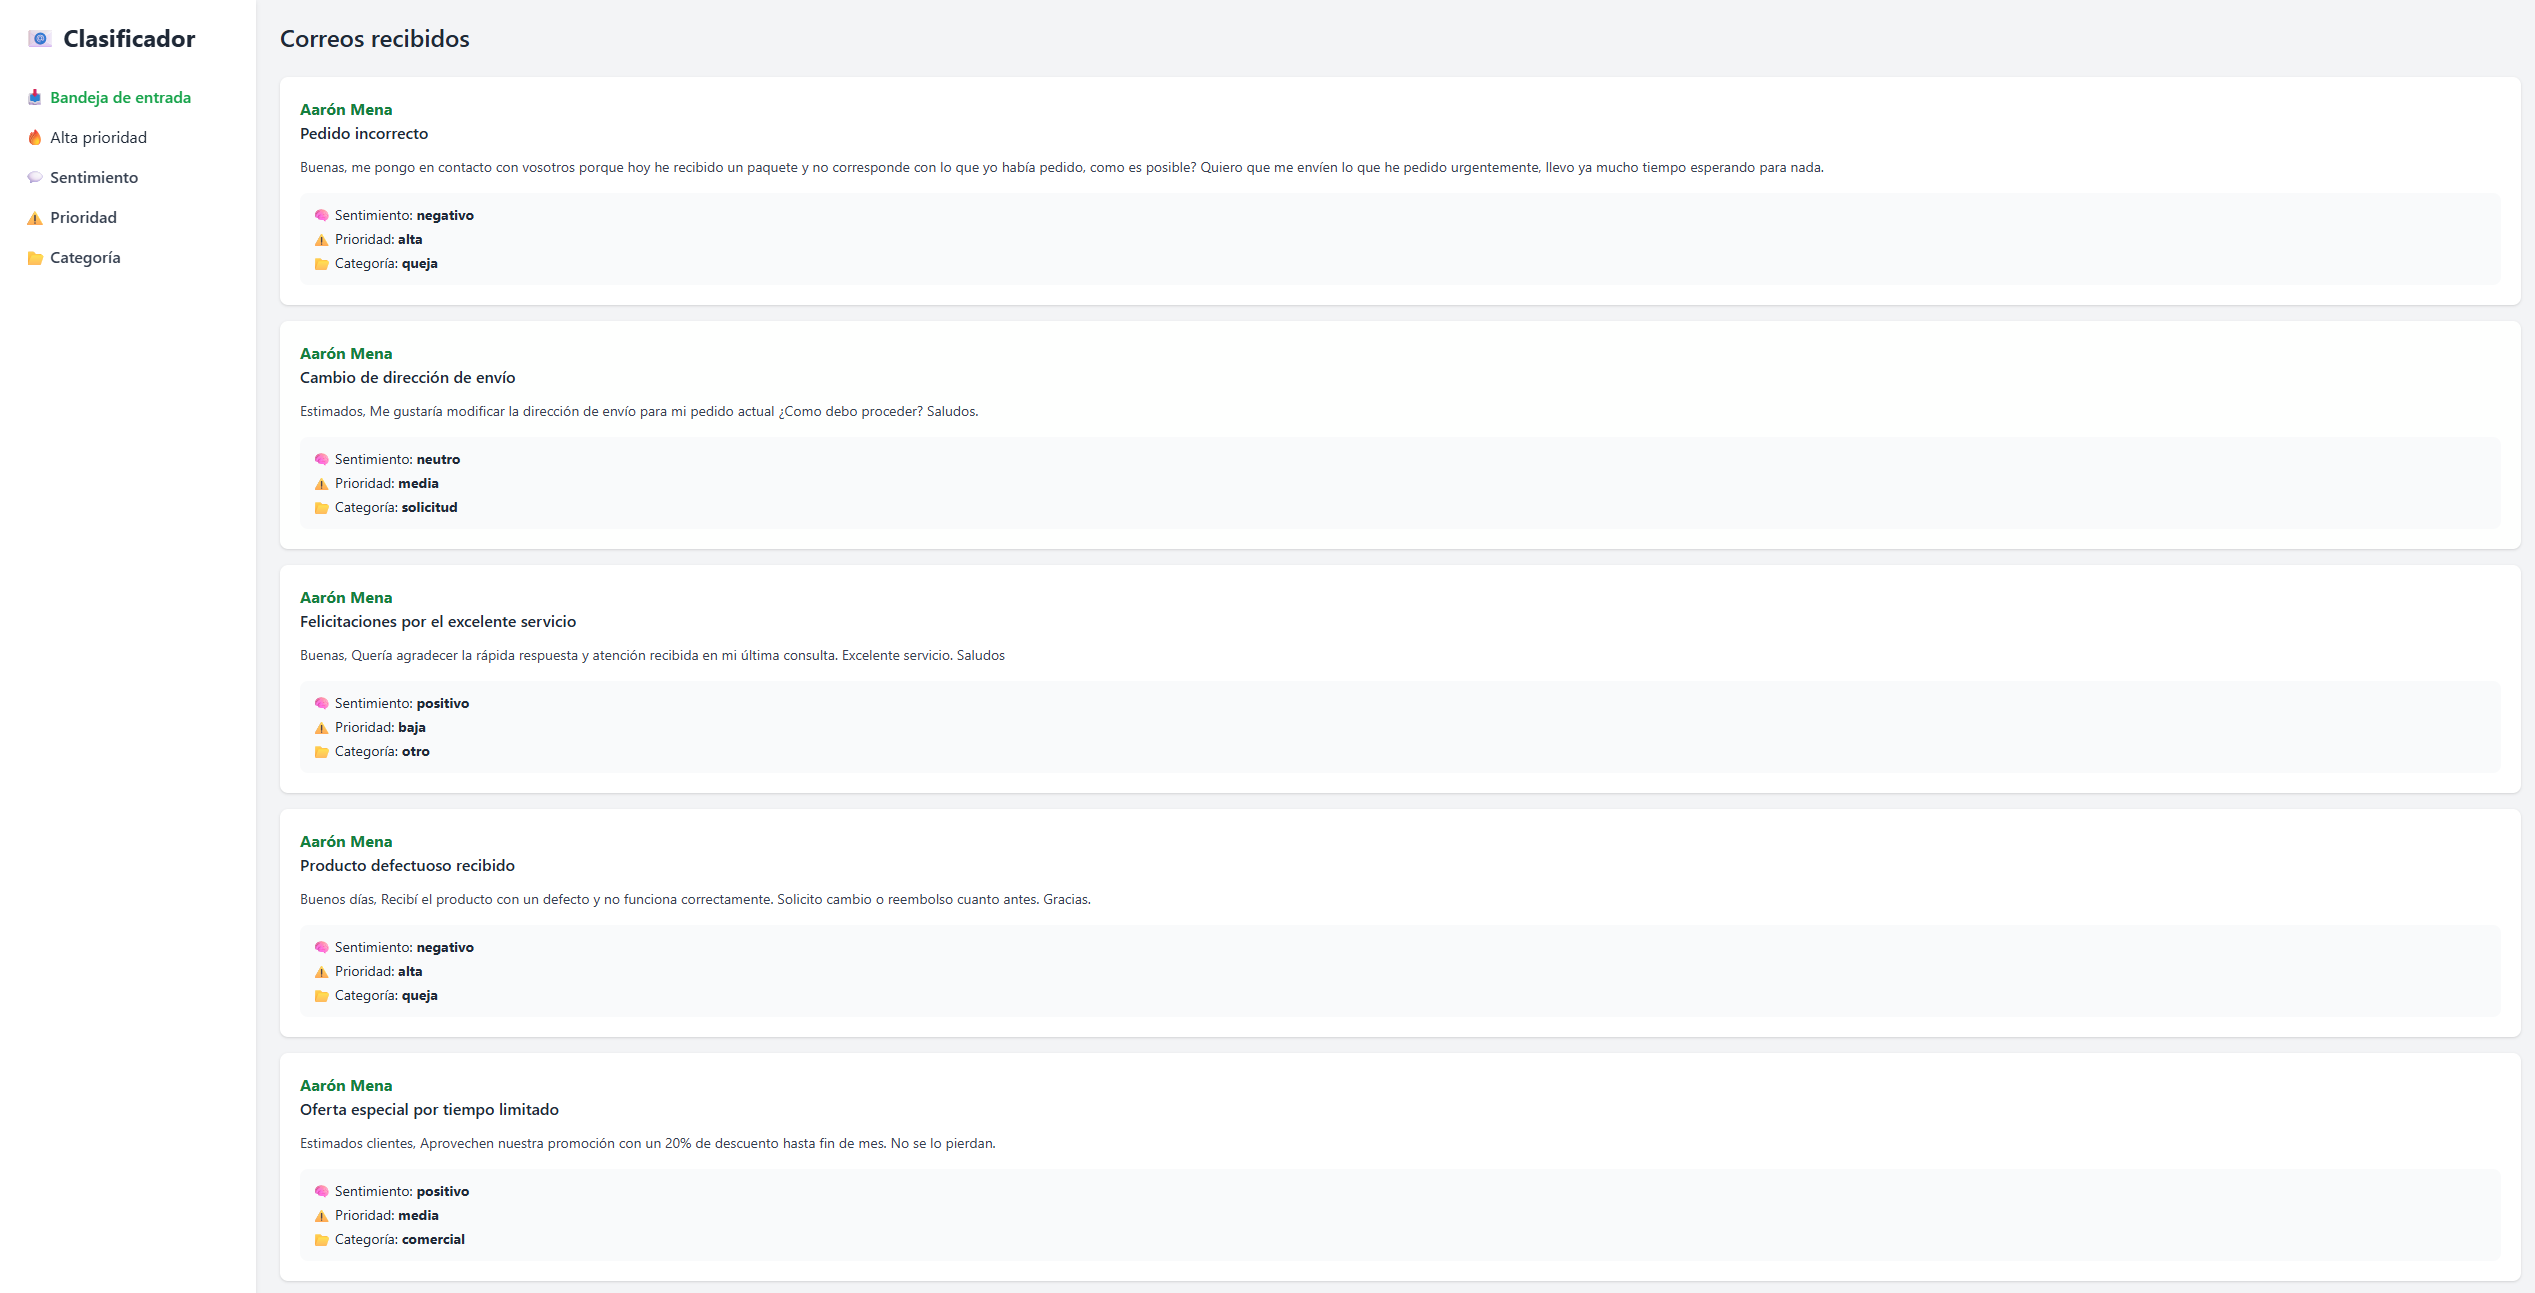 Clasificador
Bandeja de entrada
Alta prioridad
Sentimiento
Prioridad
Categoría
Correos recibidos
Aarón Mena
Pedido incorrecto
Buenas, me pongo en contacto con vosotros porque hoy he recibido un paquete y no corresponde con lo que yo había pedido, como es posible? Quiero que me envíen lo que he pedido urgentemente, llevo ya mucho tiempo esperando para nada.
Sentimiento: negativo
Prioridad: alta
Categoría: queja
Aarón Mena
Cambio de dirección de envío
Estimados, Me gustaría modificar la dirección de envío para mi pedido actual ¿Como debo proceder? Saludos.
Sentimiento: neutro
Prioridad: media
Categoría: solicitud
Aarón Mena
Felicitaciones por el excelente servicio
Buenas, Quería agradecer la rápida respuesta y atención recibida en mi última consulta. Excelente servicio. Saludos
Sentimiento: positivo
Prioridad: baja
Categoría: otro
Aarón Mena
Producto defectuoso recibido
Buenos días, Recibí el producto con un defecto y no funciona correctamente. Solicito cambio o reembolso cuanto antes. Gracias.
Sentimiento: negativo
Prioridad: alta
Categoría: queja
Aarón Mena
Oferta especial por tiempo limitado
Estimados clientes, Aprovechen nuestra promoción con un 20% de descuento hasta fin de mes. No se lo pierdan.
Sentimiento: positivo
Prioridad: media
Categoría: comercial